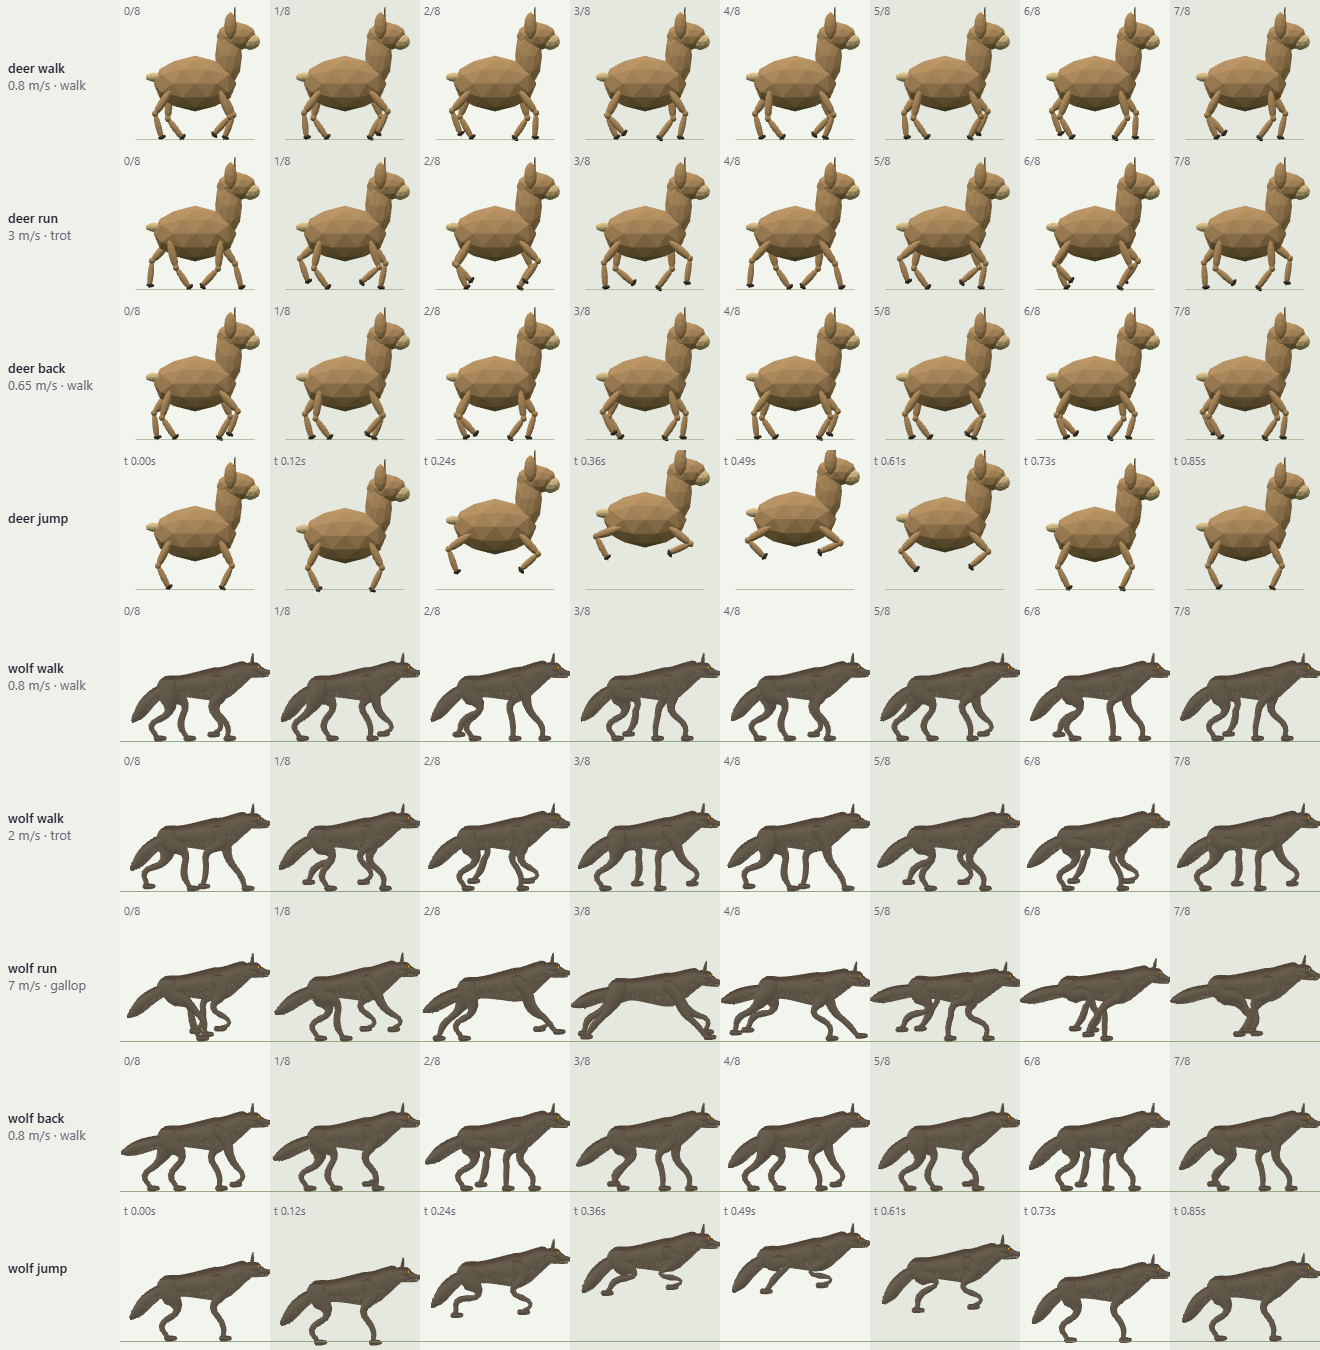 0/8 1/8 2/8 3/8 4/8 5/8 6/8 7/8
deer walk
0.8 m/s · walk
0/8 1/8 2/8 3/8 4/8 5/8 6/8 7/8
deer run
3 m/s · trot
0/8 1/8 2/8 3/8 4/8 5/8 6/8 7/8
deer back
0.65 m/s · walk
t 0.00s t 0.12s t 0.24s t 0.36s t 0.49s t 0.61s t 0.73s t 0.85s
deer jump
0/8 1/8 2/8 3/8 4/8 5/8 6/8 7/8
wolf walk
0.8 m/s · walk
0/8 1/8 2/8 3/8 4/8 5/8 6/8 7/8
wolf walk
2 m/s · trot
0/8 1/8 2/8 3/8 4/8 5/8 6/8 7/8
wolf run
7 m/s · gallop
0/8 1/8 2/8 3/8 4/8 5/8 6/8 7/8
wolf back
0.8 m/s · walk
t 0.00s t 0.12s t 0.24s t 0.36s t 0.49s t 0.61s t 0.73s t 0.85s
wolf jump